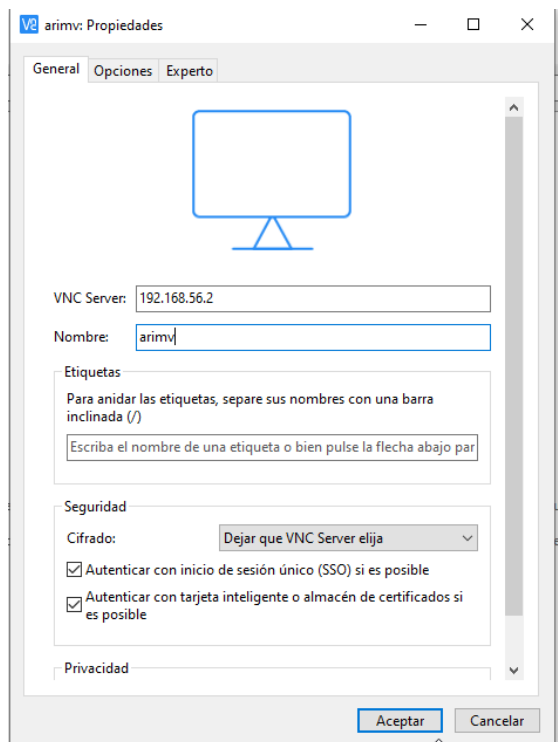 V2 arimv: Propiedades
General Opciones Experto
VNC Server: 192.168.56.2
Nombre: arimv
Etiquetas
Para anidar las etiquetas, separe sus nombres con una barra
inclinada (/)
Escriba el nombre de una etiqueta o bien pulse la flecha abajo par
Seguridad
Cifrado: Dejar que VNC Server elija
Autenticar con inicio de sesión único (SSO) si es posible
Autenticar con tarjeta inteligente o almacén de certificados si
es posible
Privacidad
Aceptar Cancelar